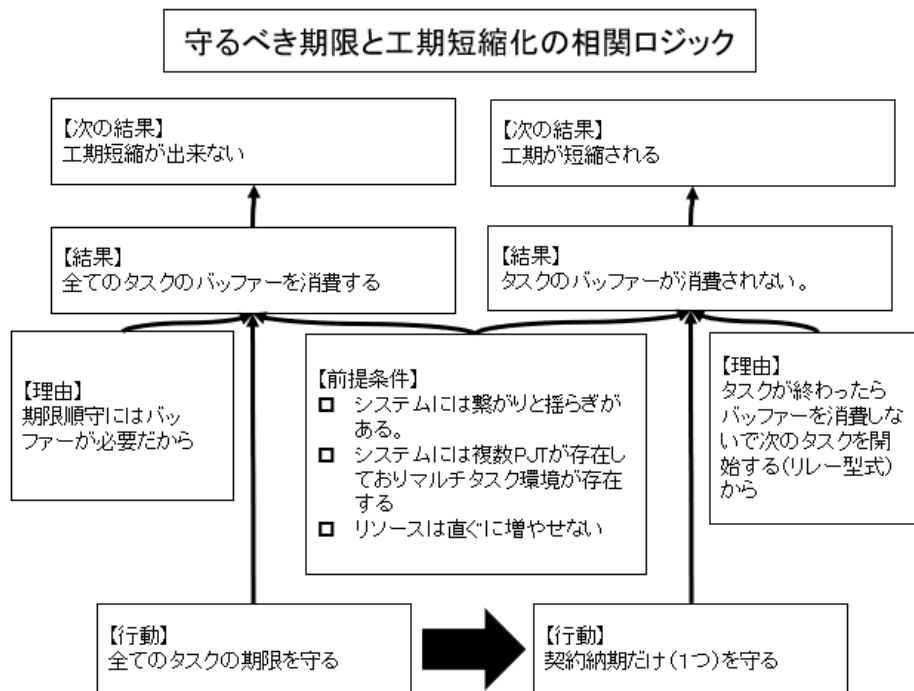 守るべき期限と工期短縮化の相関ロジック
【次の結果】
工期短縮が出来ない
【次の結果】
工期が短縮される
【結果】
全てのタスクのバッファーを消費する
【結果】
タスクのバッファーが消費されない。
【理由】
期限順守にはバッ
ファーが必要だから
【前提条件】
□ システムには繋がりと揺らぎが
ある。
□ システムには複数PJTが存在し
ておりマルチタスク環境が存在
する
□ リソースは直ぐに増やせない
【理由】
タスクが終わったら
バッファーを消費しな
いで次のタスクを開
始する(リレー型式)
から
【行動】
全てのタスクの期限を守る
【行動】
契約納期だけ(1つ)を守る